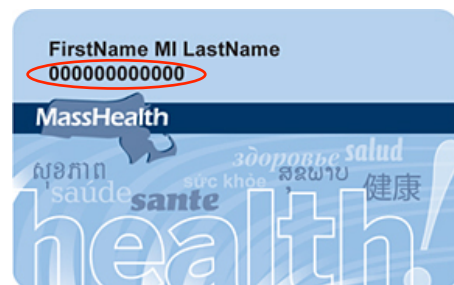 FirstName MI LastName
000000000000
MassHealth
здоровье salud
សុខភាព sức khỏe ສຸຂພາບ 健康
saúde sante
health!